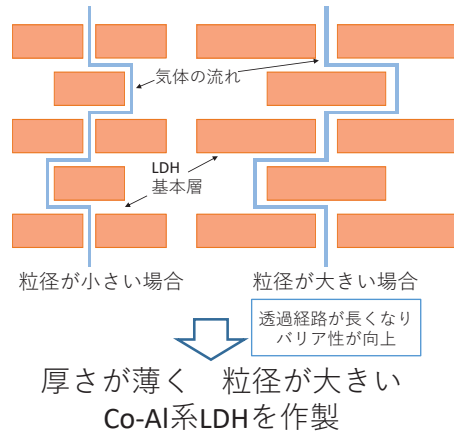 気体の流れ
LDH
基本層
粒径が小さい場合
粒径が大きい場合
透過経路が長くなり
バリア性が向上
厚さが薄く　粒径が大きい
Co-Al系LDHを作製